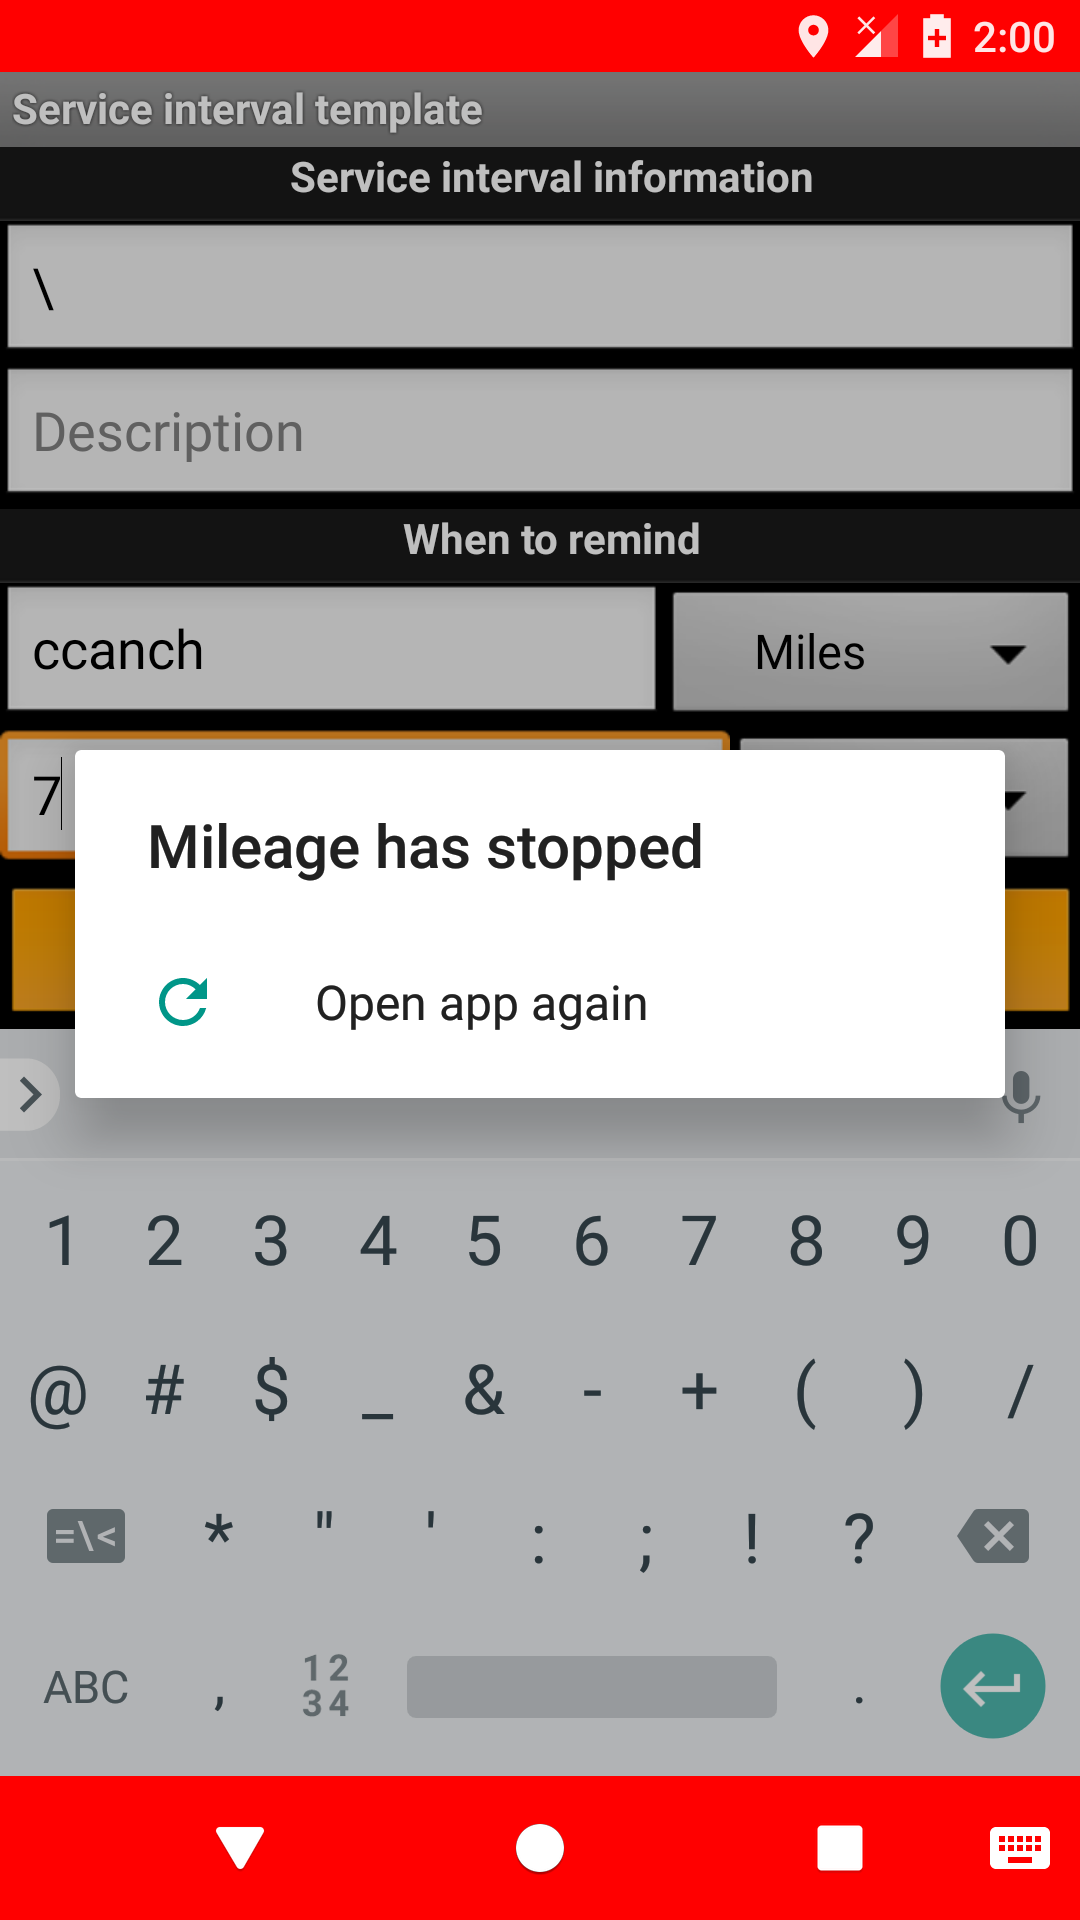 2:00
Service interval template
Service interval information
\
Description
When to remind
ccanch
Miles
7
Mileage has stopped
Open app again
1 2 3 4 5 6 7 8 9 0
@ # $ _ & - + ( ) /
=\< * " ' : ; ! ?
ABC , 12 34 .